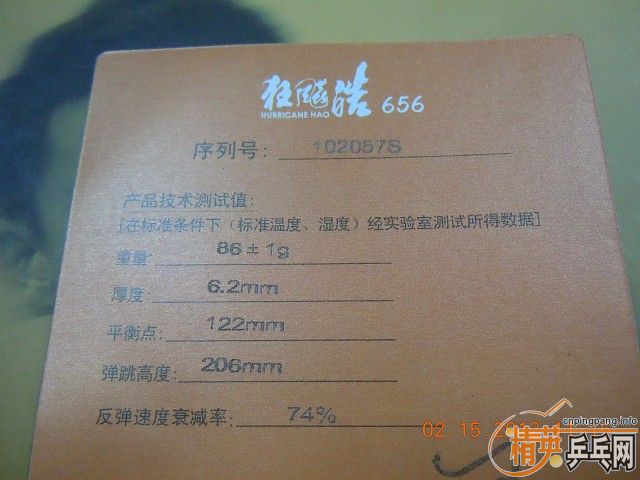 狂飚皓 656
HURRICANE HAO
序列号: 102057S
产品技术测试值:
[在标准条件下(标准温度、湿度)经实验室测试所得数据]
重量: 86±1g
厚度: 6.2mm
平衡点: 122mm
弹跳高度: 206mm
反弹速度衰减率: 74%
02.15.20
cnpingpang.info
精英乒乓网